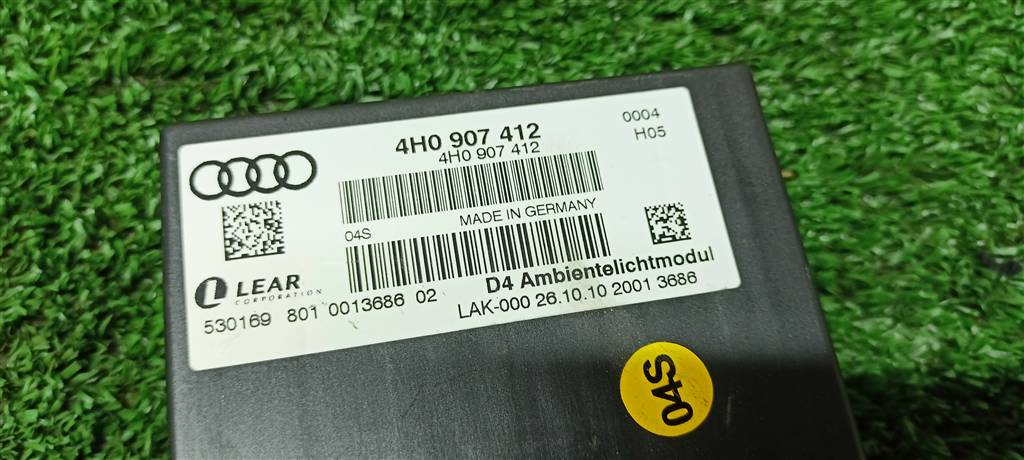 4H0 907 412
4H0 907 412
0004
H05
MADE IN GERMANY
04S
LEAR
CORPORATION
D4 Ambientelichtmodul
530169 801 0013686 02
LAK-000 26.10.10 2001 3686
04S